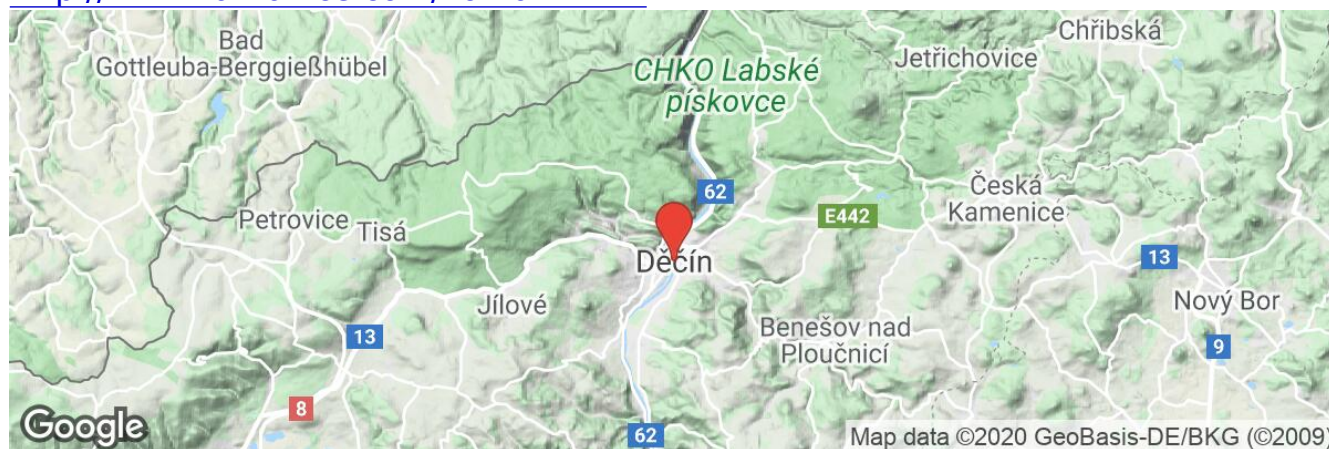 Bad
Gottleuba-Berggießhübel
CHKO Labské
pískovce
Chřibská
Jetřichovice
62
Česká
Kamenice
E442
Petrovice
Tisá
Děčín
13
Jílové
Nový Bor
13
Benešov nad
Ploučnicí
9
8
62
Google
Map data ©2020 GeoBasis-DE/BKG (©2009)